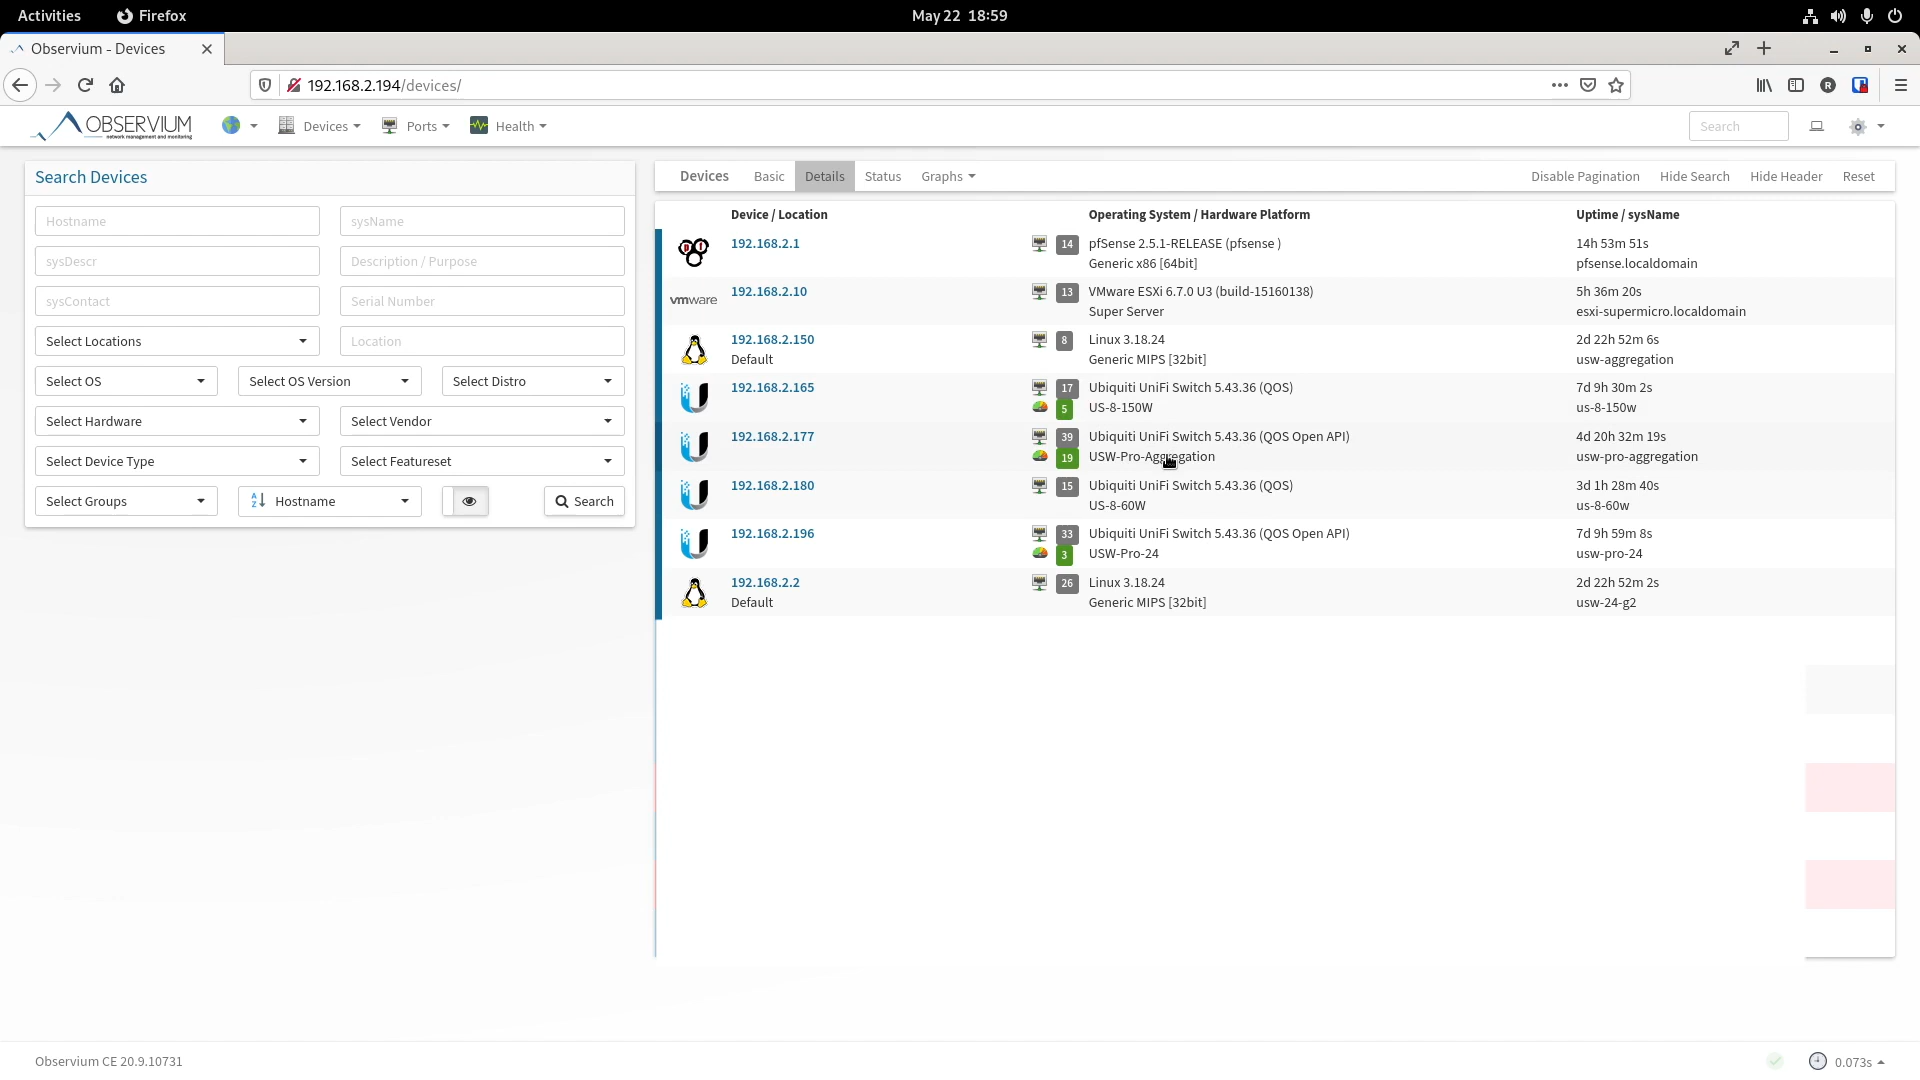 Activities
Firefox
May 22 18:59
Observium - Devices
192.168.2.194/devices/
OBSERVIUM
network management and monitoring
Devices
Ports
Health
Search
Search Devices
Hostname
sysName
sysDescr
Description / Purpose
sysContact
Serial Number
Select Locations
Location
Select OS
Select OS Version
Select Distro
Select Hardware
Select Vendor
Select Device Type
Select Featureset
Select Groups
Hostname
Search
Devices
Basic
Details
Status
Graphs
Disable Pagination
Hide Search
Hide Header
Reset
Device / Location
Operating System / Hardware Platform
Uptime / sysName
192.168.2.1
14
pfSense 2.5.1-RELEASE (pfsense )
14h 53m 51s
Generic x86 [64bit]
pfsense.localdomain
vmware
192.168.2.10
13
VMware ESXi 6.7.0 U3 (build-15160138)
5h 36m 20s
Super Server
esxi-supermicro.localdomain
192.168.2.150
8
Linux 3.18.24
2d 22h 52m 6s
Default
Generic MIPS [32bit]
usw-aggregation
192.168.2.165
17
Ubiquiti UniFi Switch 5.43.36 (QOS)
7d 9h 30m 2s
5
US-8-150W
us-8-150w
192.168.2.177
39
Ubiquiti UniFi Switch 5.43.36 (QOS Open API)
4d 20h 32m 19s
19
USW-Pro-Aggregation
usw-pro-aggregation
192.168.2.180
15
Ubiquiti UniFi Switch 5.43.36 (QOS)
3d 1h 28m 40s
US-8-60W
us-8-60w
192.168.2.196
33
Ubiquiti UniFi Switch 5.43.36 (QOS Open API)
7d 9h 59m 8s
3
USW-Pro-24
usw-pro-24
192.168.2.2
26
Linux 3.18.24
2d 22h 52m 2s
Default
Generic MIPS [32bit]
usw-24-g2
Observium CE 20.9.10731
0.073s